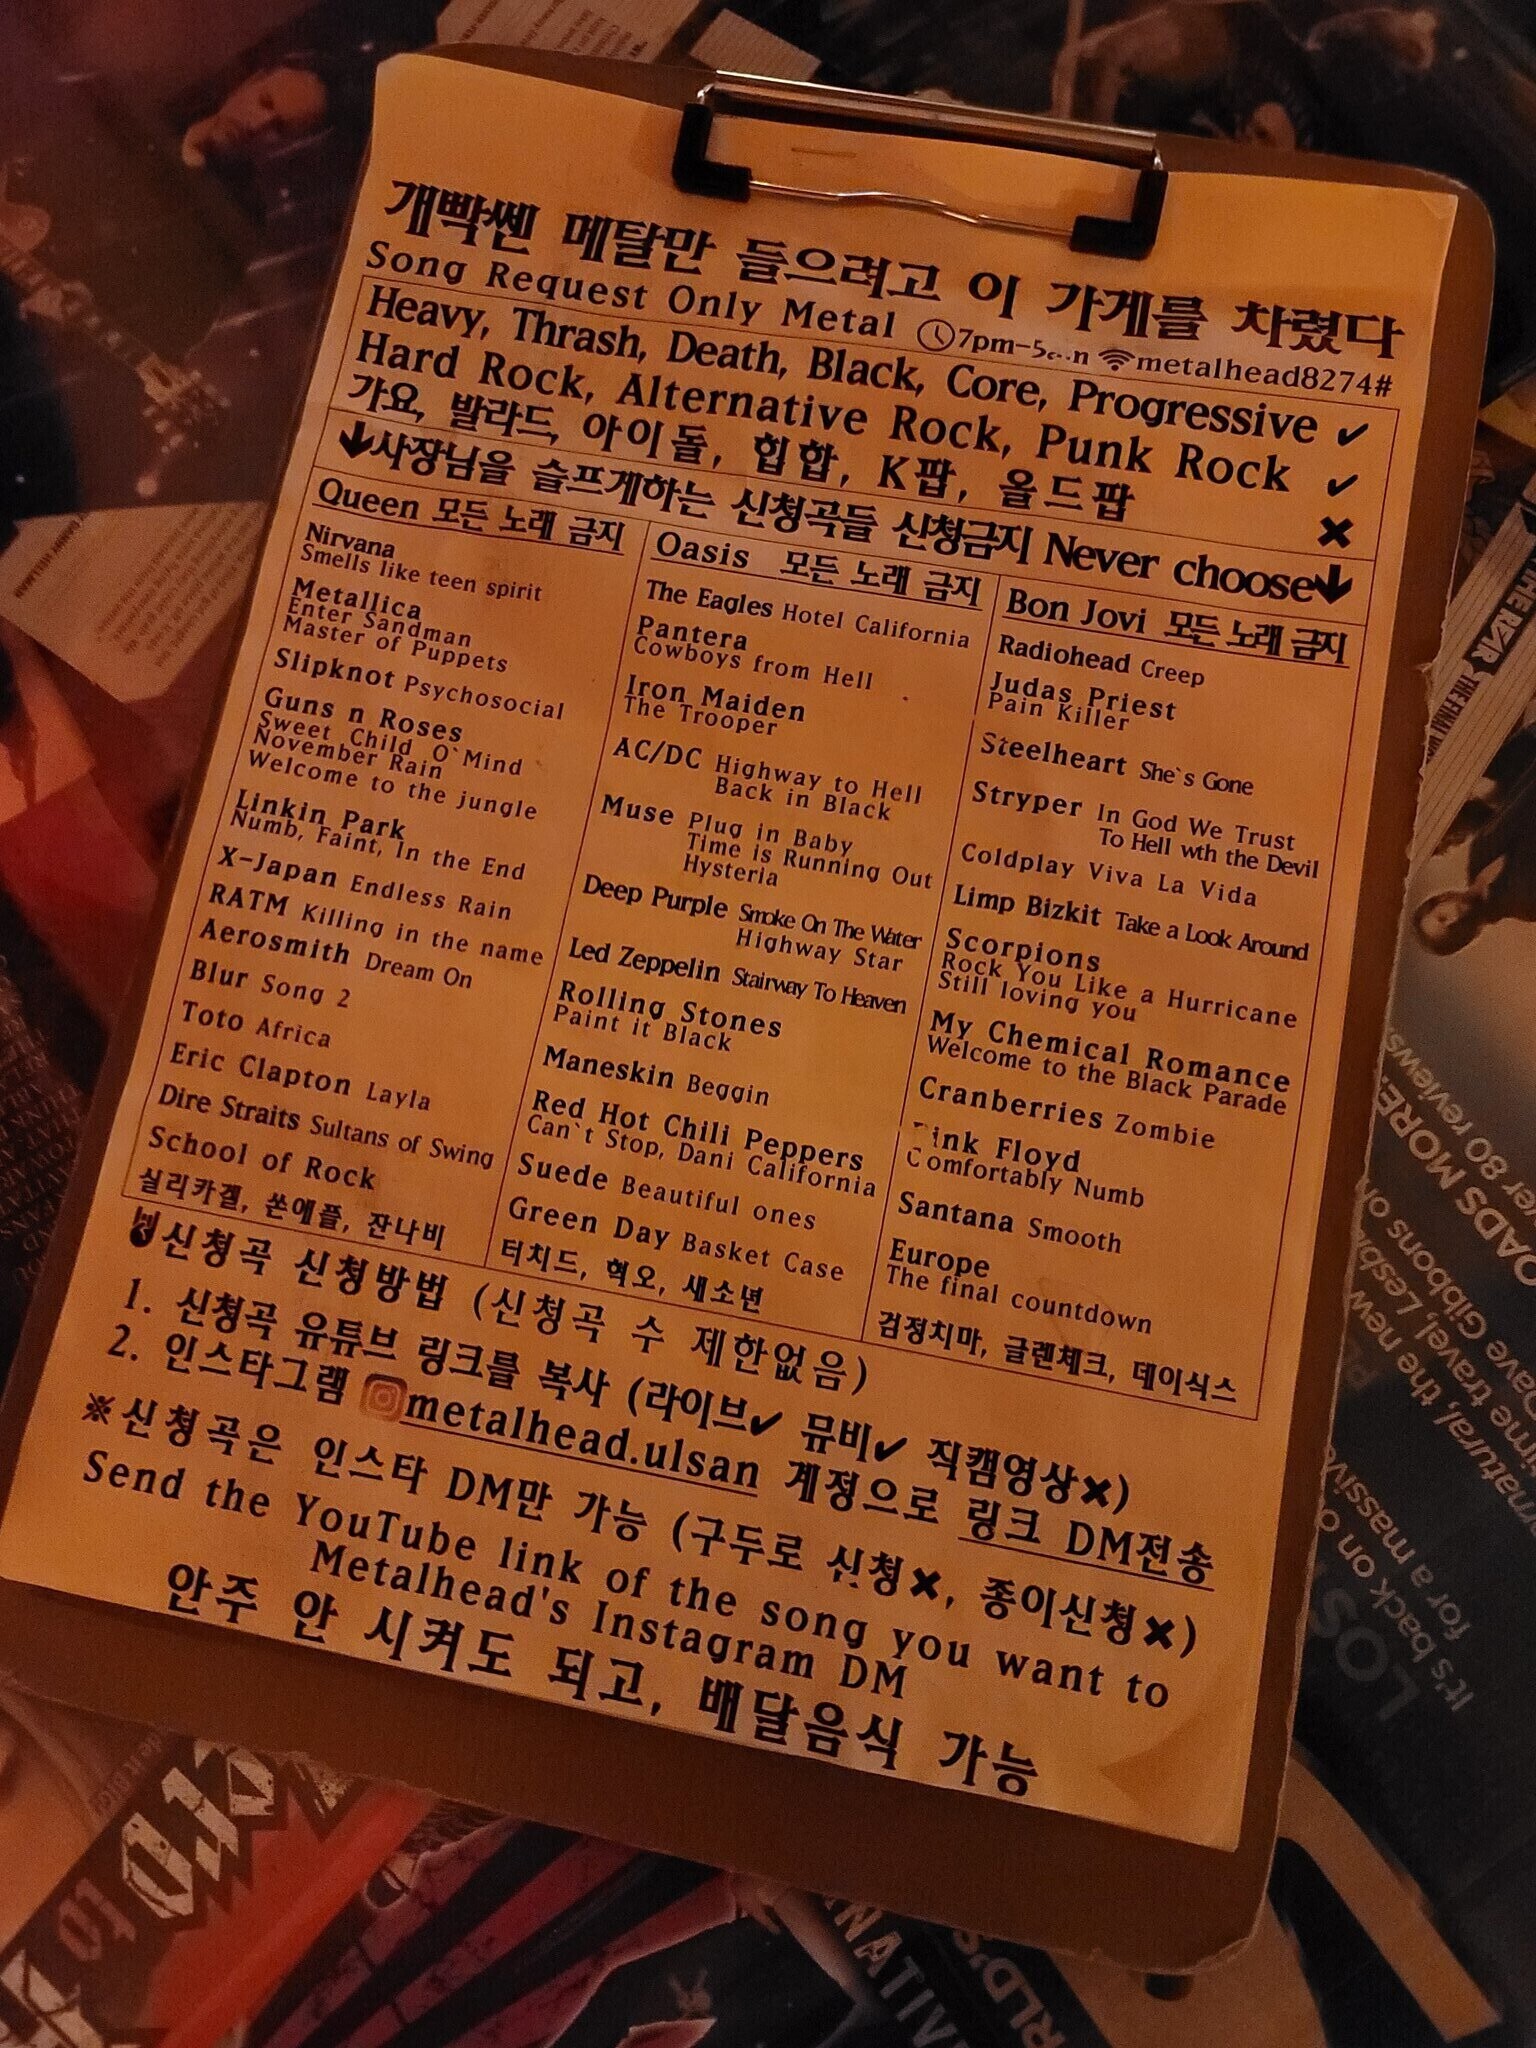 개빡쎈 메탈만 들으려고 이 가게를 차렸다
Song Request Only Metal 7pm-5 metalhead8274#
Heavy, Thrash, Death, Black, Core, Progressive ✔
Hard Rock, Alternative Rock, Punk Rock ✔
가요, 발라드, 아이돌, 힙합, K팝, 올드팝 ✖
↓사장님을 슬프게하는 신청곡들 신청금지 Never choose↓
Queen 모든 노래 금지
Nirvana
Smells like teen spirit
Metallica
Enter Sandman
Master of Puppets
Slipknot Psychosocial
Guns n Roses
Sweet Child O`Mind
November Rain
Welcome to the jungle
Linkin Park
Numb, Faint, In the End
X-Japan Endless Rain
RATM Killing in the name
Aerosmith Dream On
Blur Song 2
Toto Africa
Eric Clapton Layla
Dire Straits Sultans of Swing
School of Rock
실리카겔, 쏜애플, 잔나비
Oasis 모든 노래 금지
The Eagles Hotel California
Pantera
Cowboys from Hell
Iron Maiden
The Trooper
AC/DC Highway to Hell
Back in Black
Muse Plug in Baby
Time is Running Out
Hysteria
Deep Purple Smoke On The Water
Highway Star
Led Zeppelin Stairway To Heaven
Rolling Stones
Paint it Black
Maneskin Beggin
Red Hot Chili Peppers
Can`t Stop, Dani California
Suede Beautiful ones
Green Day Basket Case
터치드, 혁오, 새소년
Bon Jovi 모든 노래 금지
Radiohead Creep
Judas Priest
Pain Killer
Steelheart She`s Gone
Stryper In God We Trust
To Hell wth the Devil
Coldplay Viva La Vida
Limp Bizkit Take a Look Around
Scorpions
Rock You Like a Hurricane
Still loving you
My Chemical Romance
Welcome to the Black Parade
Cranberries Zombie
Pink Floyd
Comfortably Numb
Santana Smooth
Europe
The final countdown
검정치마, 글렌체크, 데이식스
신청곡 신청방법 (신청곡 수 제한없음)
1. 신청곡 유튜브 링크를 복사 (라이브✔ 뮤비✔ 직캠영상✖)
2. 인스타그램 metalhead.ulsan 계정으로 링크 DM전송
※신청곡은 인스타 DM만 가능 (구두로 신청✖, 종이신청✖)
Send the YouTube link of the song you want to
Metalhead's Instagram DM
안주 안 시켜도 되고, 배달음식 가능